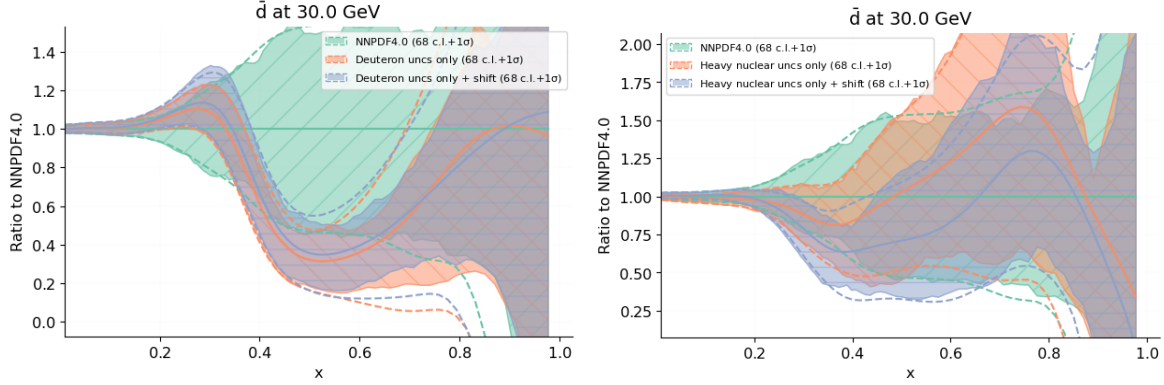 d̄ at 30.0 GeV
Ratio to NNPDF4.0
1.4
1.2
1.0
0.8
0.6
0.4
0.2
0.0
NNPDF4.0 (68 c.l.+1σ)
Deuteron uncs only (68 c.l.+1σ)
Deuteron uncs only + shift (68 c.l.+1σ)
0.2 0.4 0.6 0.8 1.0
x
d̄ at 30.0 GeV
Ratio to NNPDF4.0
2.00
1.75
1.50
1.25
1.00
0.75
0.50
0.25
NNPDF4.0 (68 c.l.+1σ)
Heavy nuclear uncs only (68 c.l.+1σ)
Heavy nuclear uncs only + shift (68 c.l.+1σ)
0.2 0.4 0.6 0.8 1.0
x